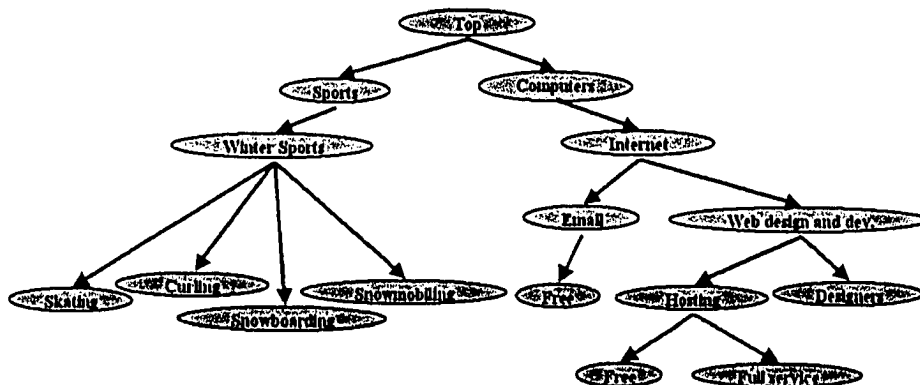 Top
Sports
Computers
Winter Sports
Internet
Email
Web design and dev.
Skating
Curling
Snowboarding
Snowmobiling
Free
Hosting
Designers
Free
Full service